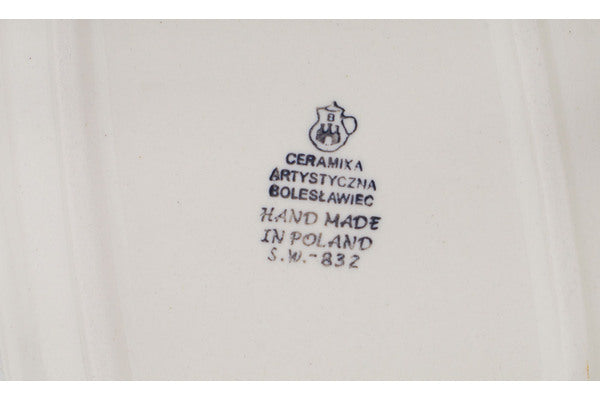 B
CERAMIKA
ARTYSTYCZNA
BOLESŁAWIEC
HAND MADE
IN POLAND
S.W.-832